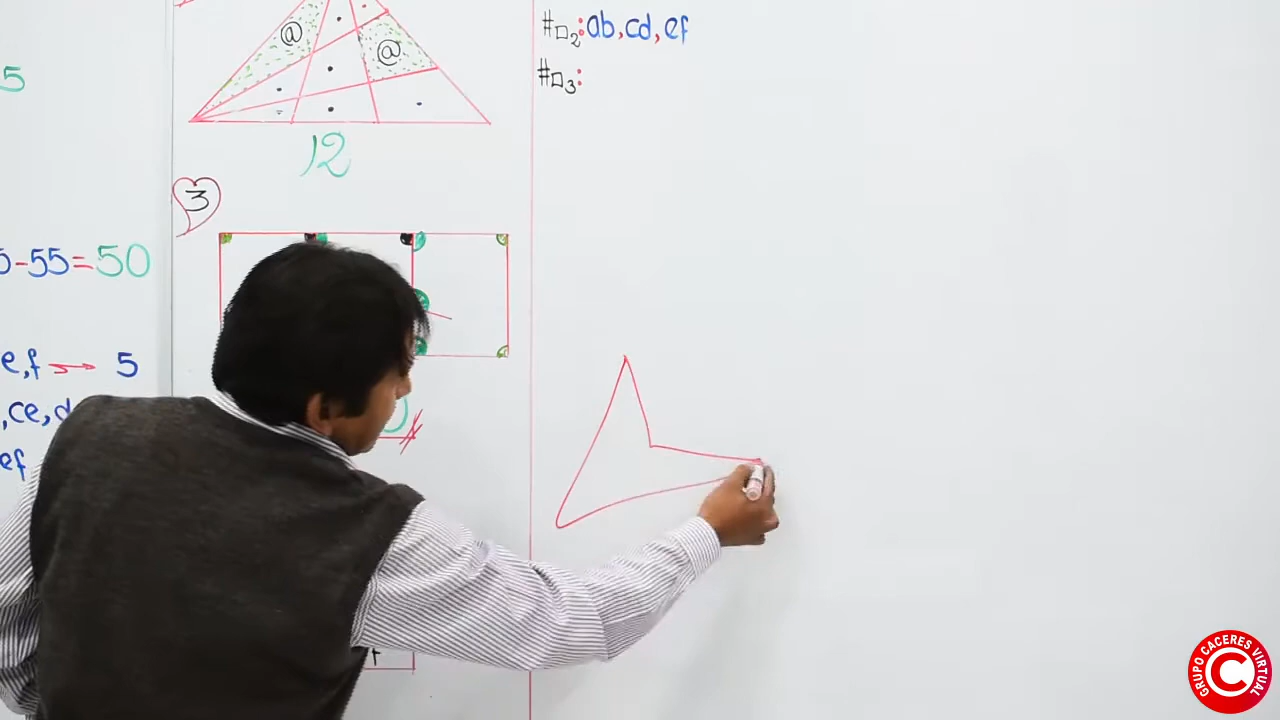 5
@ @
12
3
5-55=50
e,f → 5
,ce,d
ef
#□₂:ab,cd,ef
#□₃:
GRUPO CACERES VIRTUAL
C